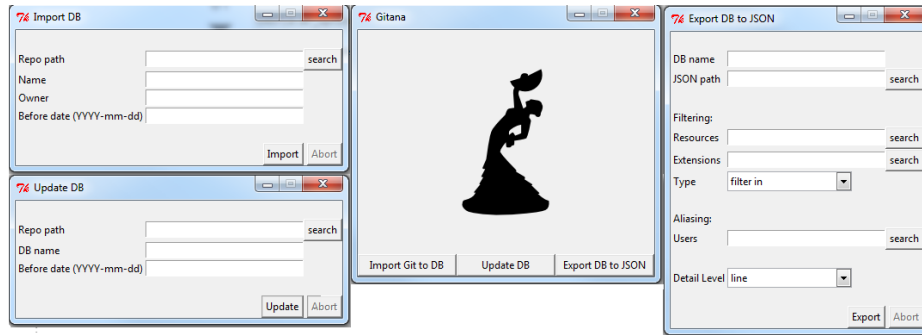 Import DB
Repo path search
Name
Owner
Before date (YYYY-mm-dd)
Import Abort
Update DB
Repo path search
DB name
Before date (YYYY-mm-dd)
Update Abort
Gitana
Import Git to DB Update DB Export DB to JSON
Export DB to JSON
DB name
JSON path search
Filtering:
Resources search
Extensions search
Type filter in
Aliasing:
Users search
Detail Level line
Export Abort